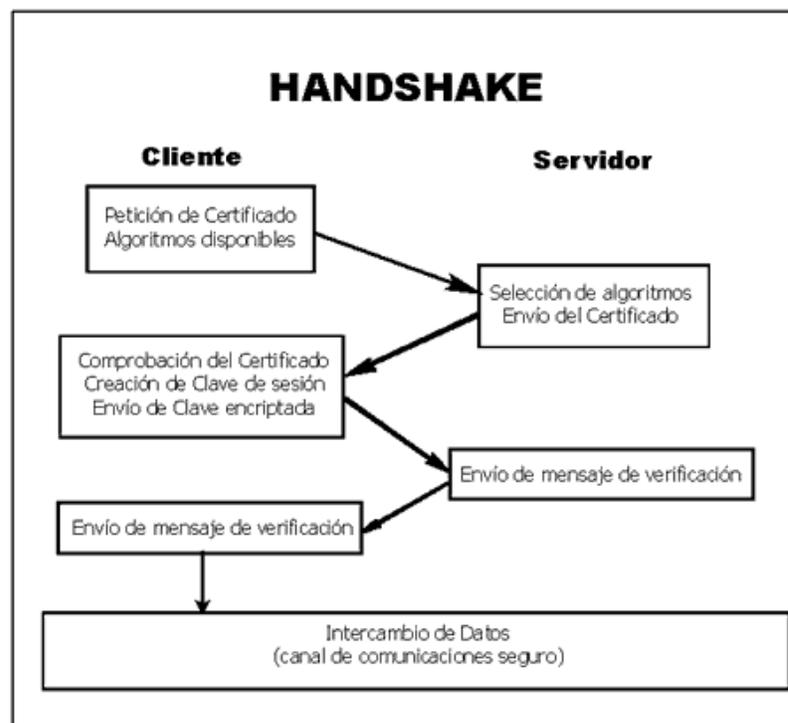 HANDSHAKE
Cliente
Servidor
Petición de Certificado
Algoritmos disponibles
Selección de algoritmos
Envío del Certificado
Comprobación del Certificado
Creación de Clave de sesión
Envío de Clave encriptada
Envío de mensaje de verificación
Envío de mensaje de verificación
Intercambio de Datos
(canal de comunicaciones seguro)